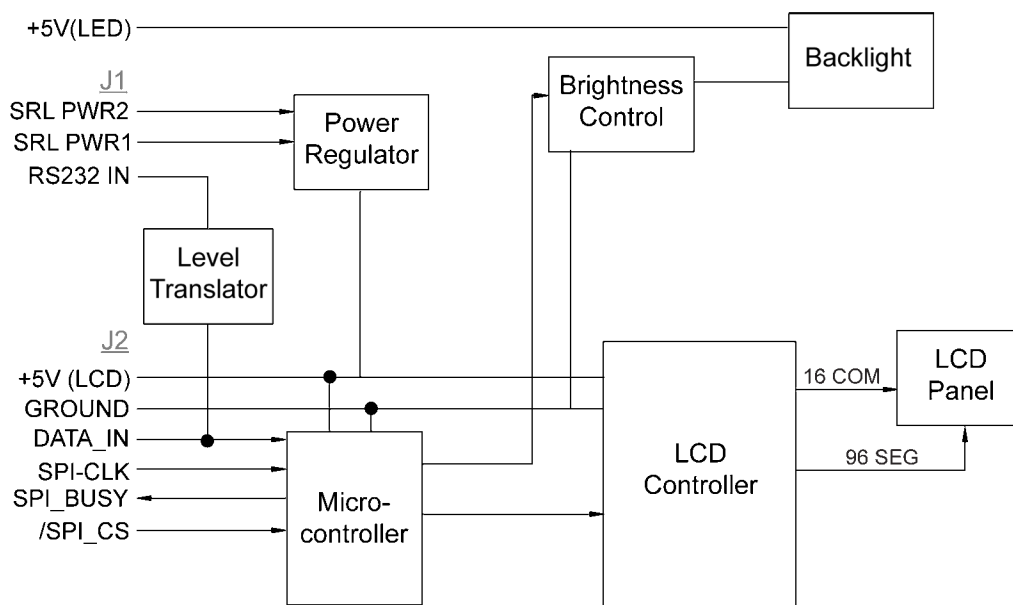 +5V(LED)
Backlight
J1
Brightness
Control
SRL PWR2
SRL PWR1
Power
Regulator
RS232 IN
Level
Translator
J2
+5V (LCD)
GROUND
DATA_IN
SPI-CLK
SPI_BUSY
/SPI_CS
Micro-
controller
LCD
Controller
16 COM
96 SEG
LCD
Panel